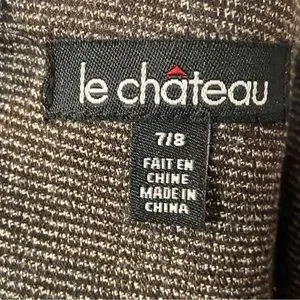 le château
7/8
FAIT EN
CHINE
MADE IN
CHINA